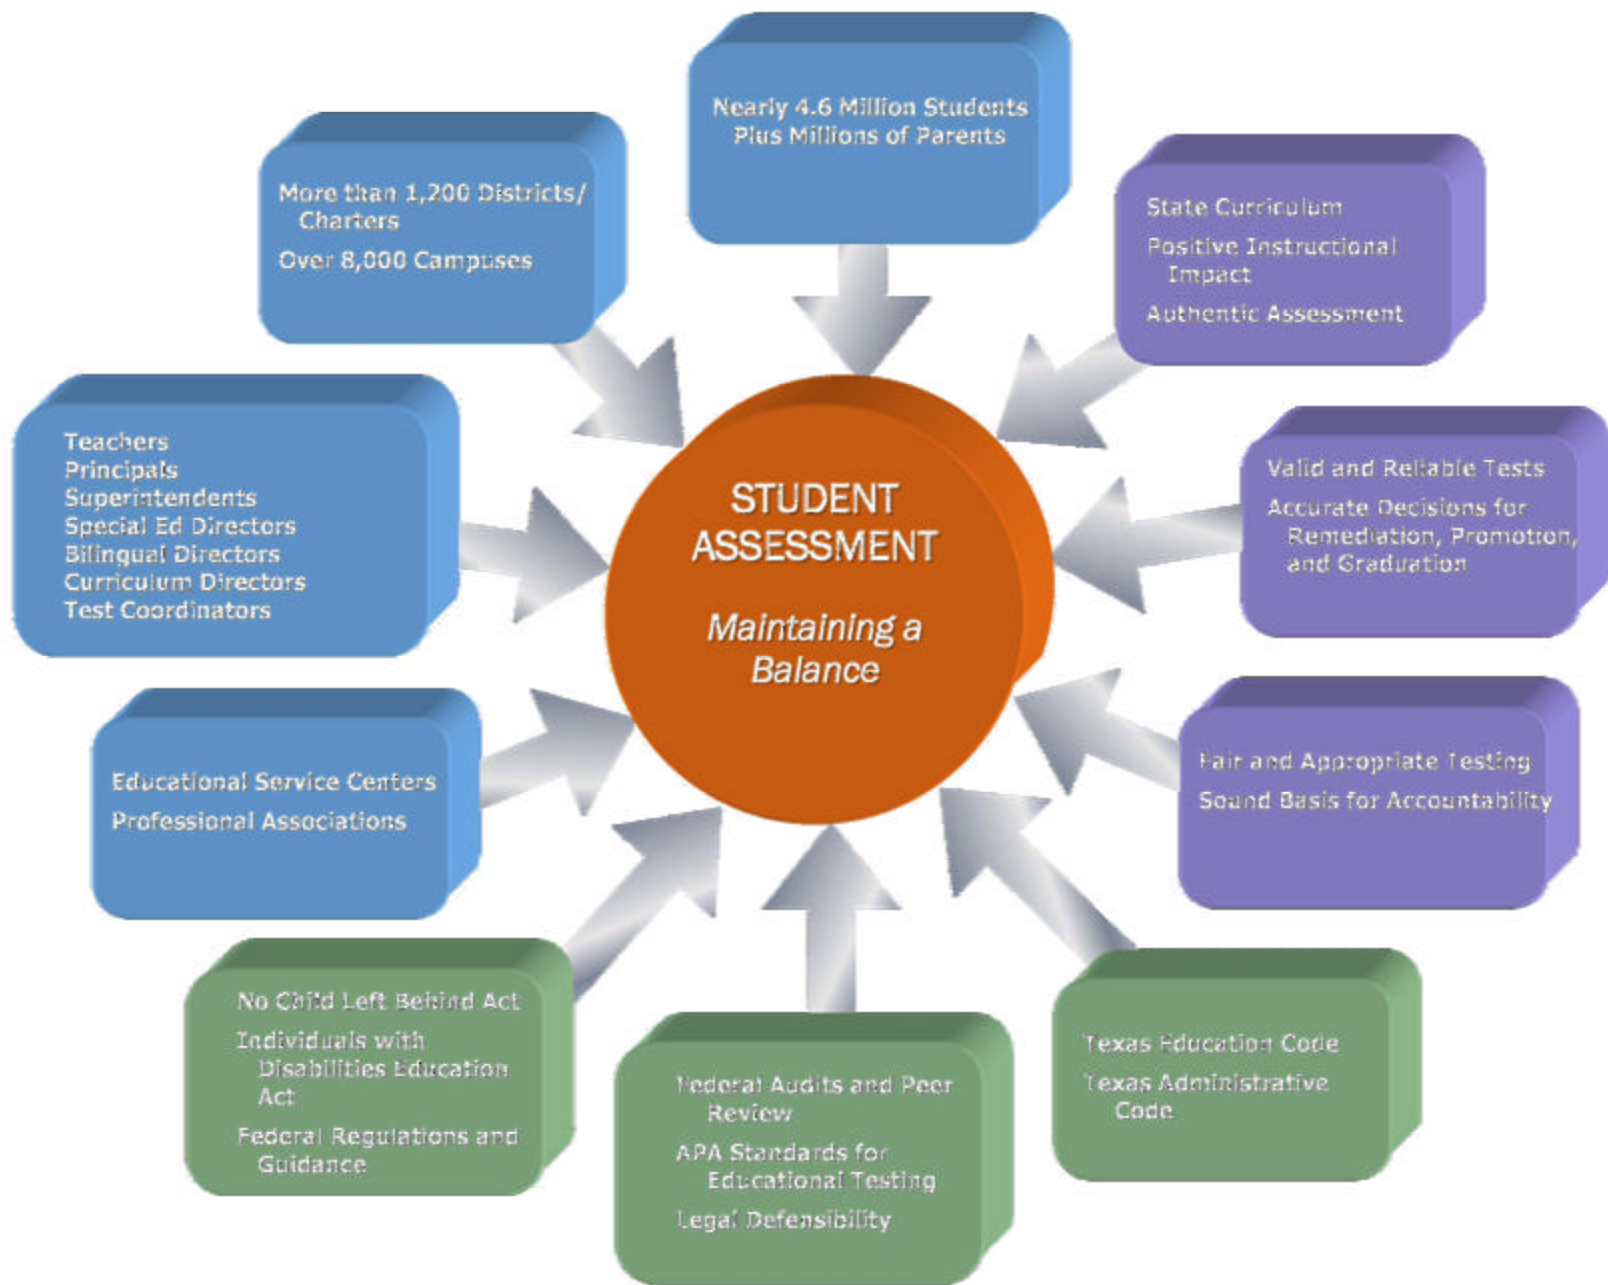 Nearly 4.6 Million Students
Plus Millions of Parents
More than 1,200 Districts/
Charters
Over 8,000 Campuses
State Curriculum
Positive Instructional
Impact
Authentic Assessment
Teachers
Principals
Superintendents
Special Ed Directors
Bilingual Directors
Curriculum Directors
Test Coordinators
STUDENT
ASSESSMENT
Maintaining a
Balance
Valid and Reliable Tests
Accurate Decisions for
Remediation, Promotion,
and Graduation
Educational Service Centers
Professional Associations
Fair and Appropriate Testing
Sound Basis for Accountability
No Child Left Behind Act
Individuals with
Disabilities Education
Act
Federal Regulations and
Guidance
Federal Audits and Peer
Review
APA Standards for
Educational Testing
Legal Defensibility
Texas Education Code
Texas Administrative
Code